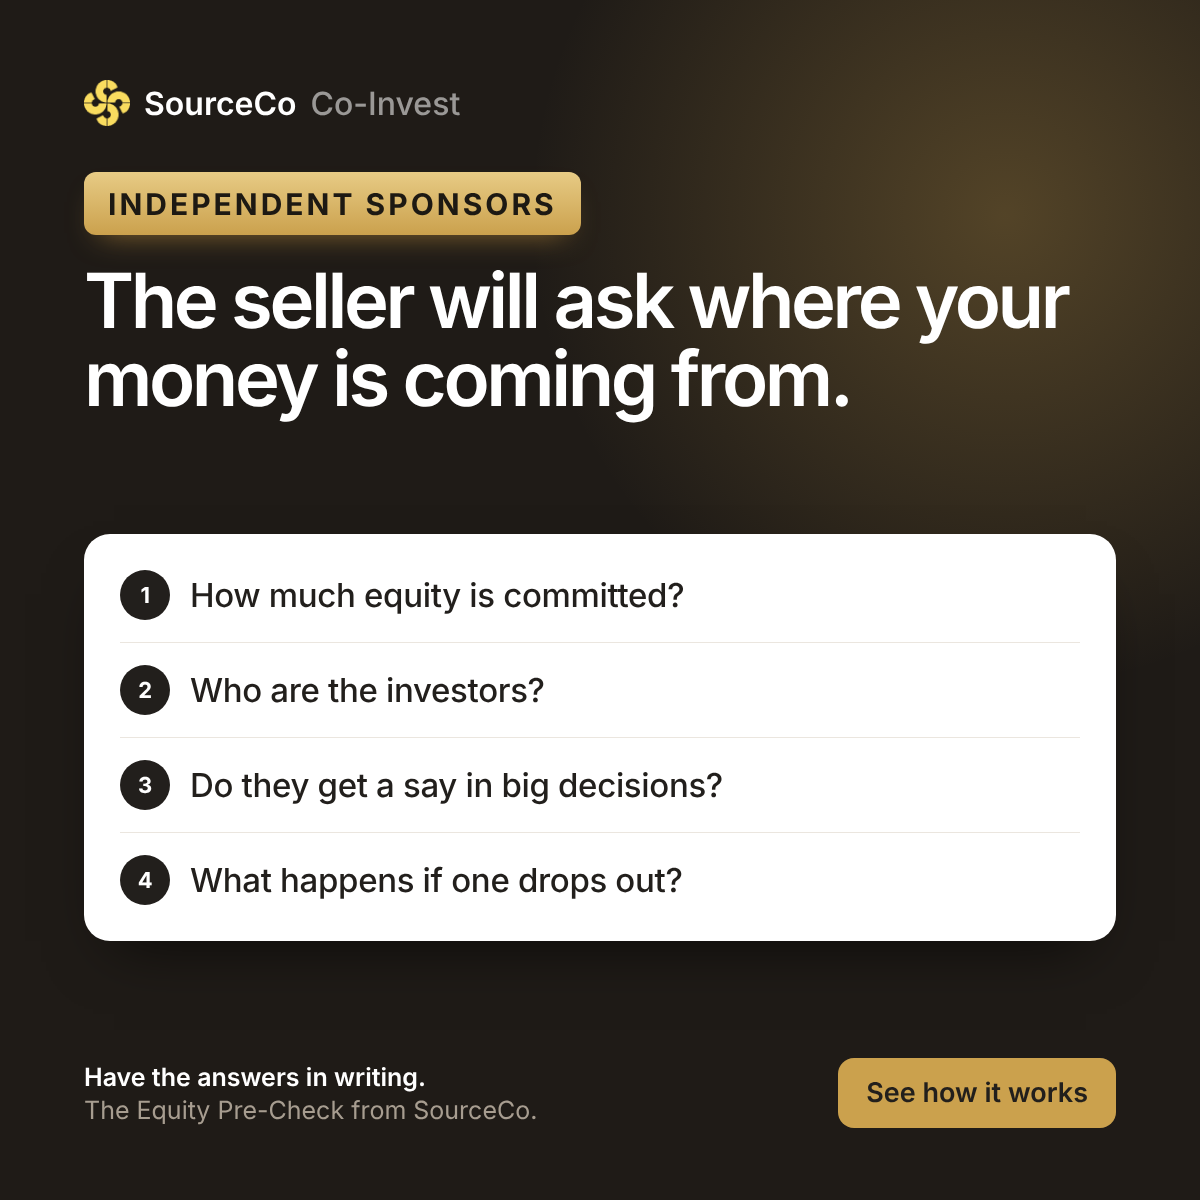 SourceCo Co-Invest
INDEPENDENT SPONSORS
The seller will ask where your
money is coming from.
1 How much equity is committed?
2 Who are the investors?
3 Do they get a say in big decisions?
4 What happens if one drops out?
Have the answers in writing.
The Equity Pre-Check from SourceCo.
See how it works